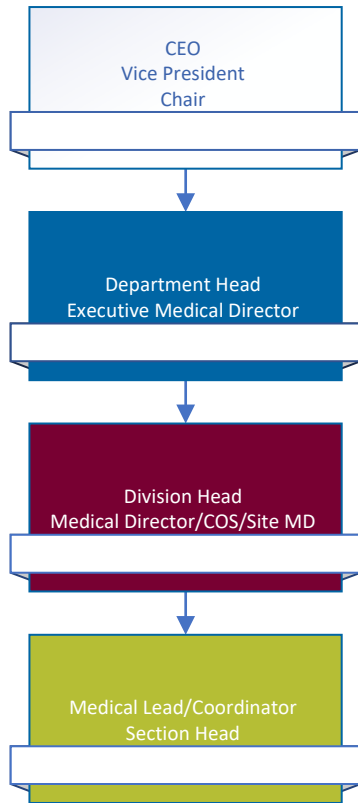 CEO
Vice President
Chair
Department Head
Executive Medical Director
Division Head
Medical Director/COS/Site MD
Medical Lead/Coordinator
Section Head